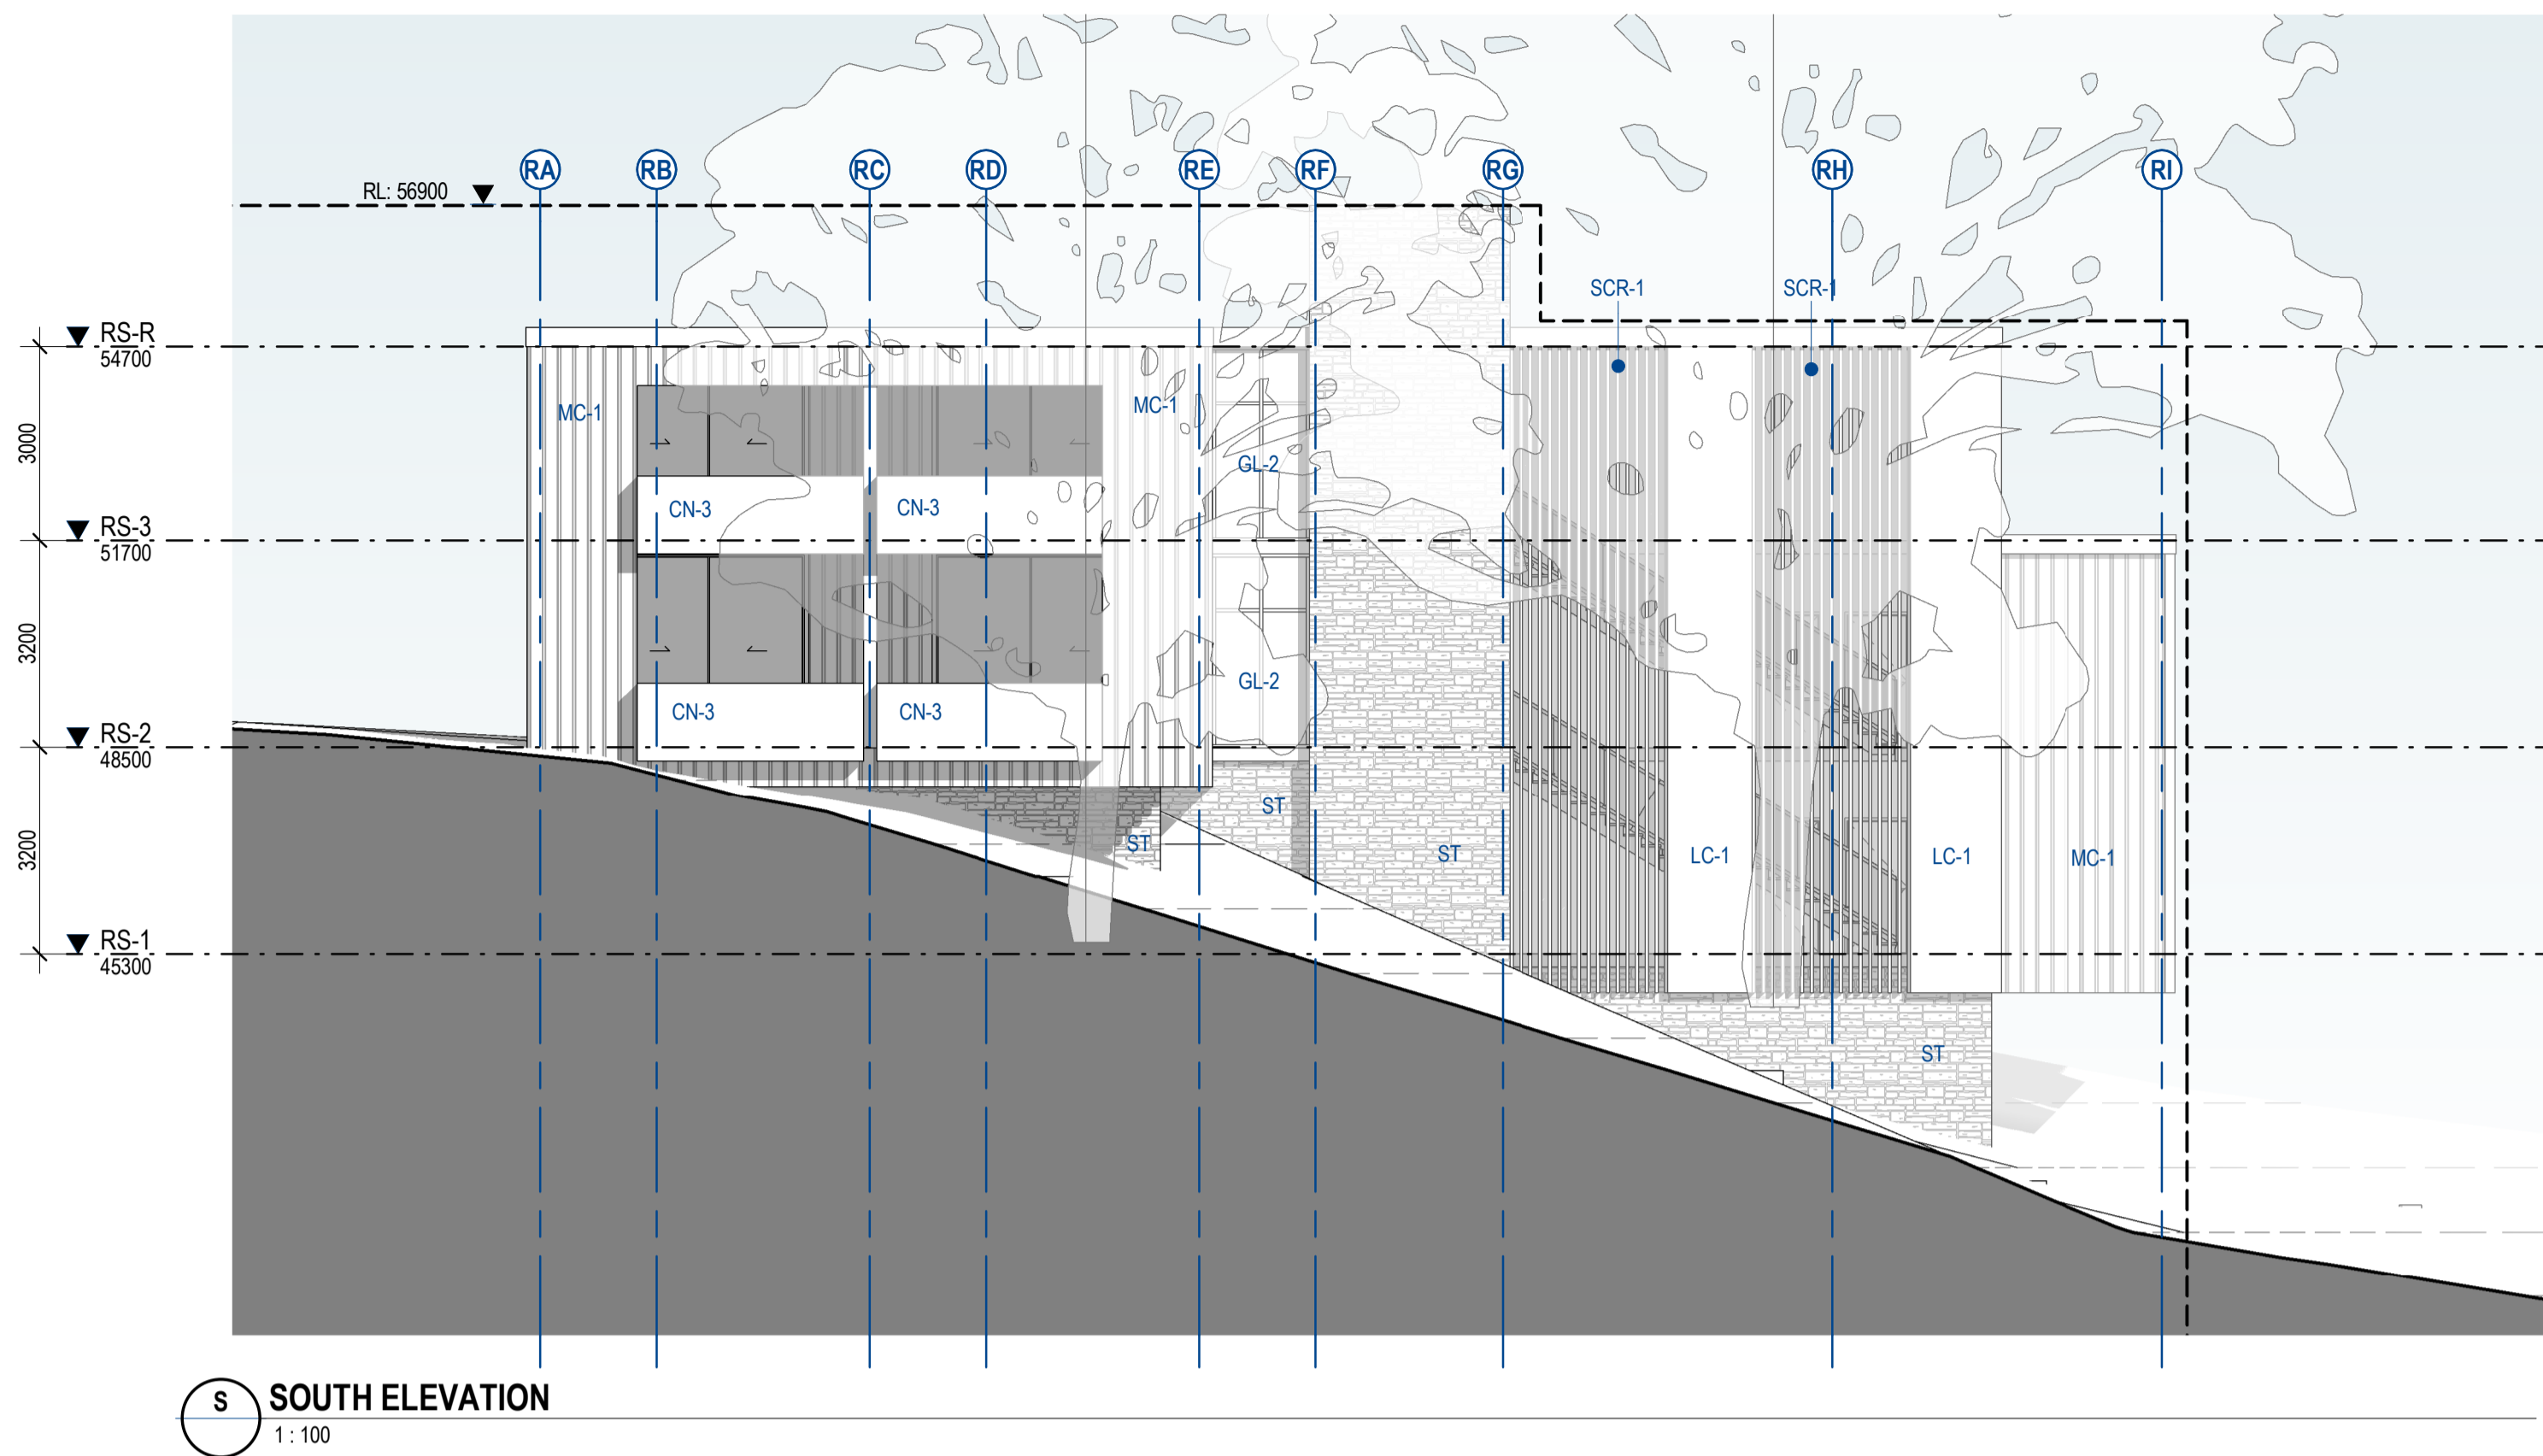 RA
RB
RC
RD
RE
RF
RG
RH
RI
RL: 56900
SCR-1
SCR-1
RS-R
54700
MC-1
MC-1
3000
GL-2
CN-3
CN-3
RS-3
51700
3200
GL-2
CN-3
CN-3
RS-2
48500
ST
ST
ST
LC-1
LC-1
MC-1
3200
RS-1
45300
ST
S
SOUTH ELEVATION
1 : 100